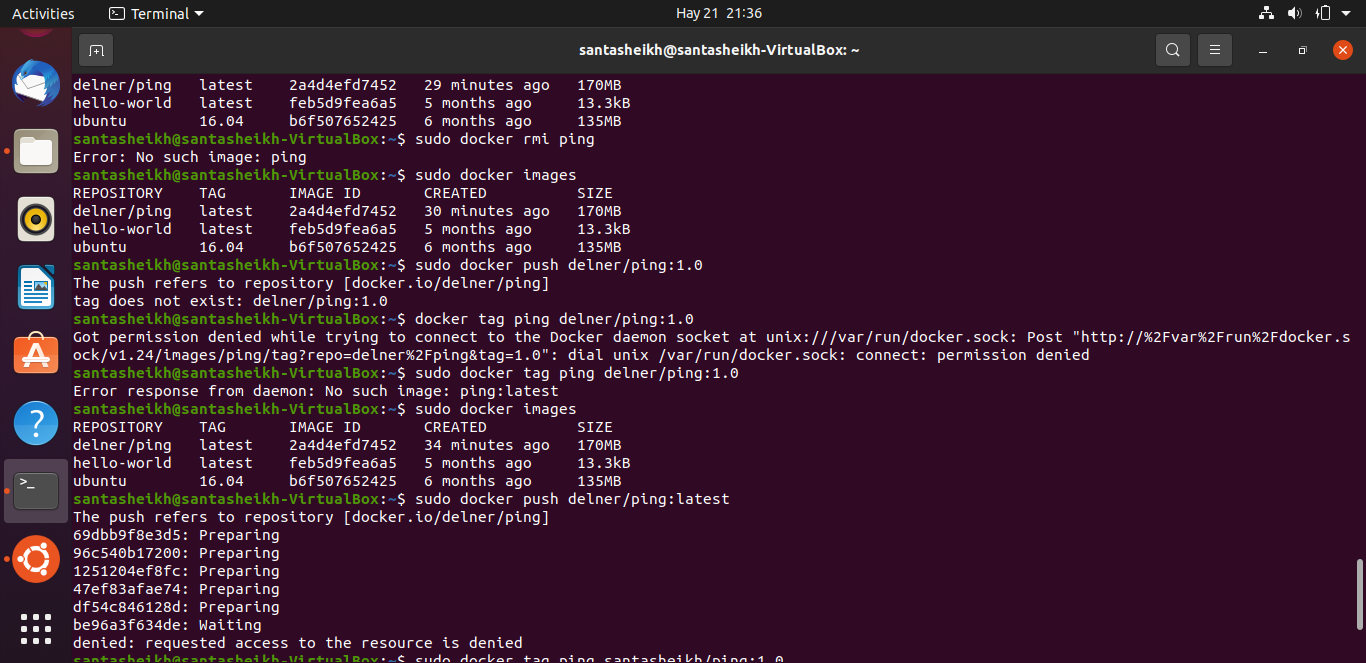 Activities
Terminal
Hay 21 21:36
santasheikh@santasheikh-VirtualBox: ~
delner/ping latest 2a4d4efd7452 29 minutes ago 170MB
hello-world latest feb5d9fea6a5 5 months ago 13.3kB
ubuntu 16.04 b6f507652425 6 months ago 135MB
santasheikh@santasheikh-VirtualBox:~$ sudo docker rmi ping
Error: No such image: ping
santasheikh@santasheikh-VirtualBox:~$ sudo docker images
REPOSITORY TAG IMAGE ID CREATED SIZE
delner/ping latest 2a4d4efd7452 30 minutes ago 170MB
hello-world latest feb5d9fea6a5 5 months ago 13.3kB
ubuntu 16.04 b6f507652425 6 months ago 135MB
santasheikh@santasheikh-VirtualBox:~$ sudo docker push delner/ping:1.0
The push refers to repository [docker.io/delner/ping]
tag does not exist: delner/ping:1.0
santasheikh@santasheikh-VirtualBox:~$ docker tag ping delner/ping:1.0
Got permission denied while trying to connect to the Docker daemon socket at unix:///var/run/docker.sock: Post "http://%2Fvar%2Frun%2Fdocker.s
ock/v1.24/images/ping/tag?repo=delner%2Fping&tag=1.0": dial unix /var/run/docker.sock: connect: permission denied
santasheikh@santasheikh-VirtualBox:~$ sudo docker tag ping delner/ping:1.0
Error response from daemon: No such image: ping:latest
santasheikh@santasheikh-VirtualBox:~$ sudo docker images
REPOSITORY TAG IMAGE ID CREATED SIZE
delner/ping latest 2a4d4efd7452 34 minutes ago 170MB
hello-world latest feb5d9fea6a5 5 months ago 13.3kB
ubuntu 16.04 b6f507652425 6 months ago 135MB
santasheikh@santasheikh-VirtualBox:~$ sudo docker push delner/ping:latest
The push refers to repository [docker.io/delner/ping]
69dbb9f8e3d5: Preparing
96c540b17200: Preparing
1251204ef8fc: Preparing
47ef83afae74: Preparing
df54c846128d: Preparing
be96a3f634de: Waiting
denied: requested access to the resource is denied
santasheikh@santasheikh-VirtualBox:~$ sudo docker tag ping santasheikh/ping:1.0